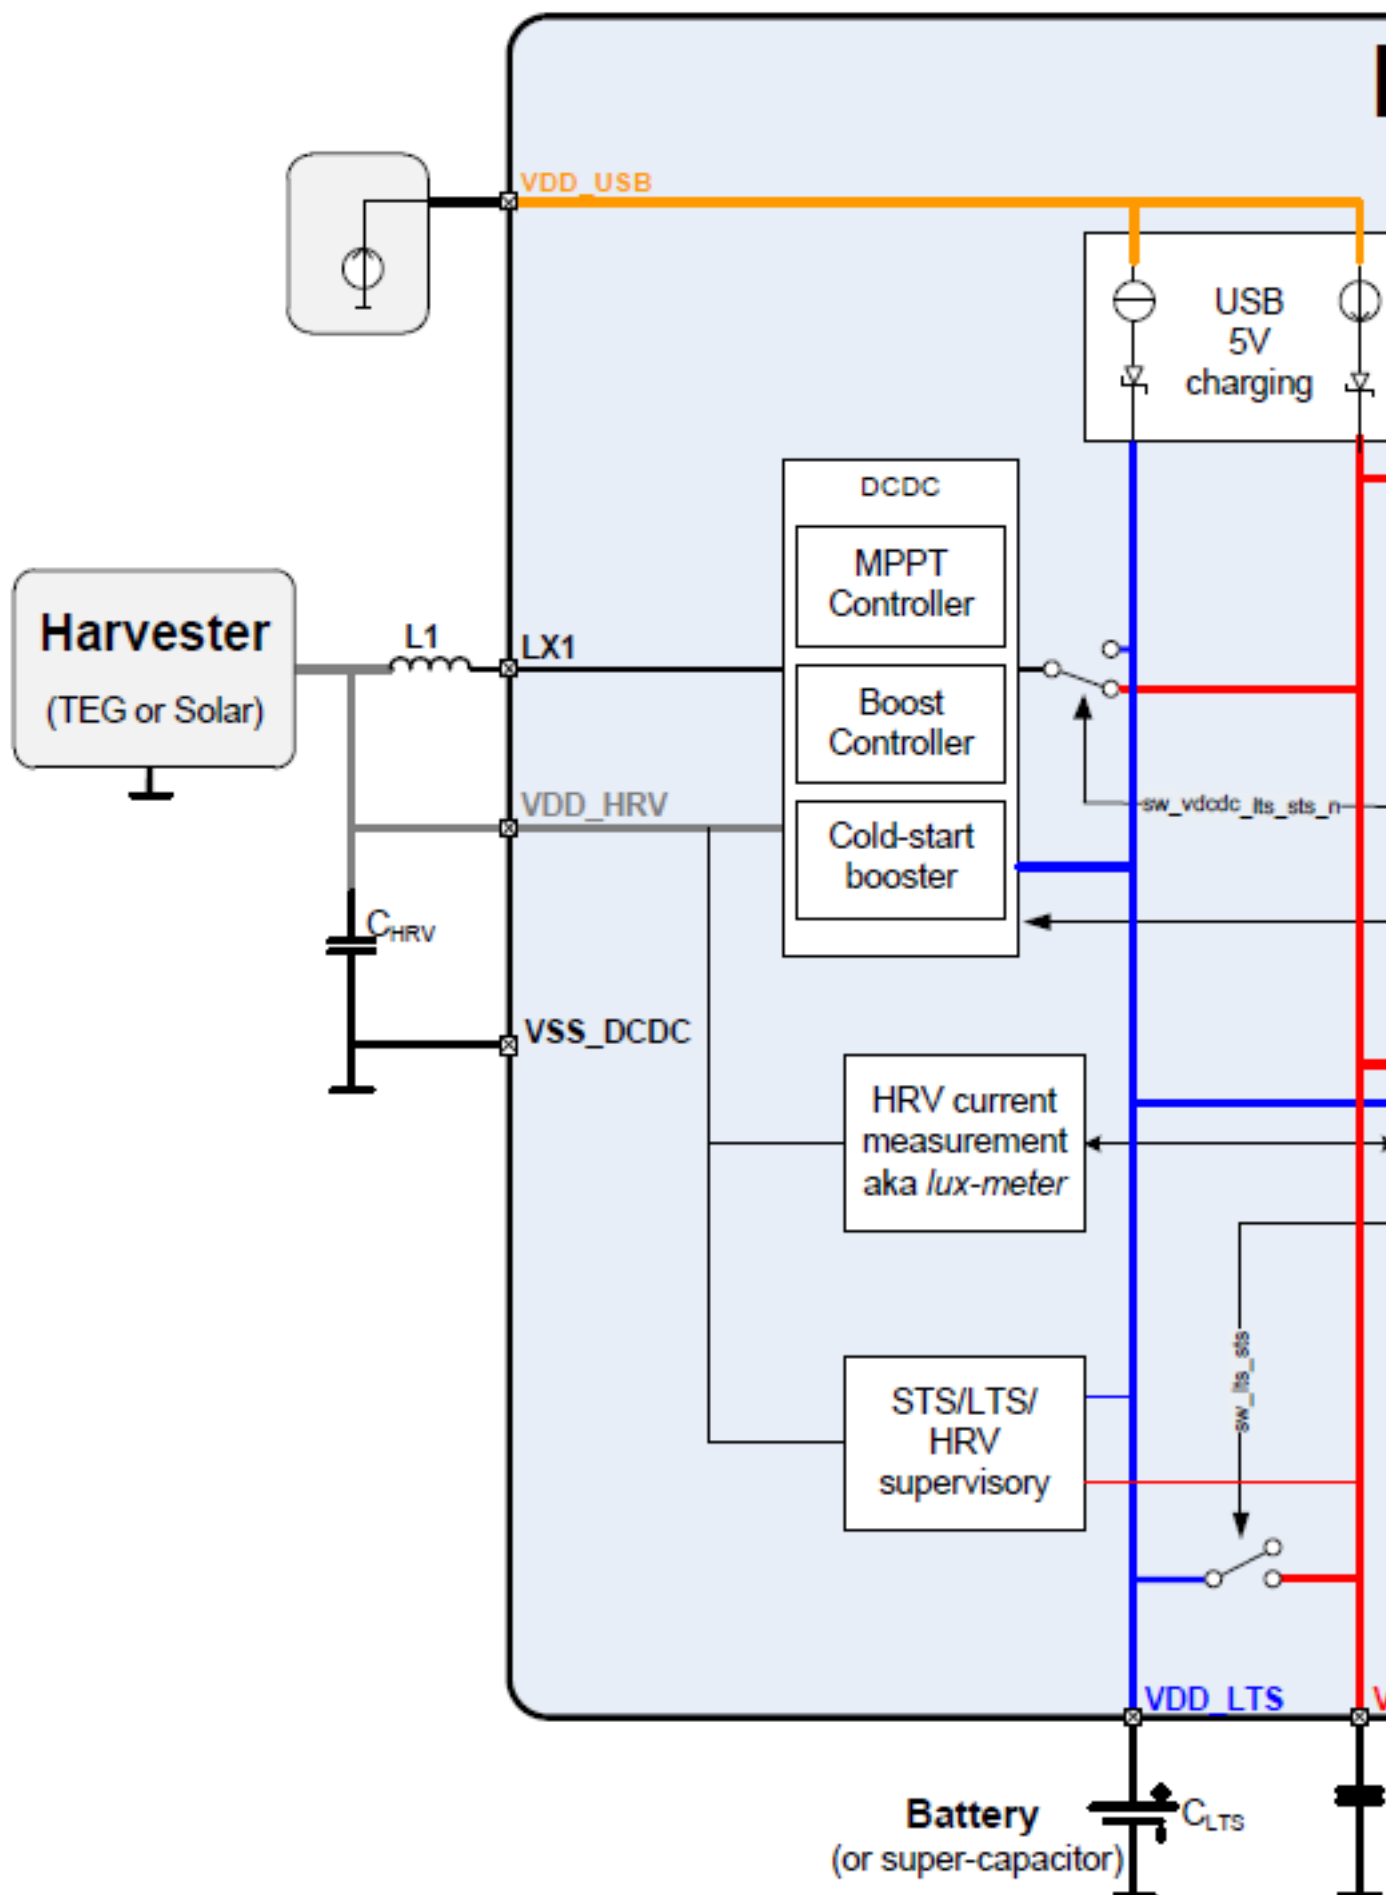 VDD_USB
USB
5V
charging
DCDC
MPPT
Controller
Harvester
(TEG or Solar)
L1
LX1
Boost
Controller
VDD_HRV
sw_vdcdc_lts_sts_n
Cold-start
booster
CHRV
VSS_DCDC
HRV current
measurement
aka lux-meter
sw_lts_sts
STS/LTS/
HRV
supervisory
VDD_LTS
Battery
(or super-capacitor)
CLTS